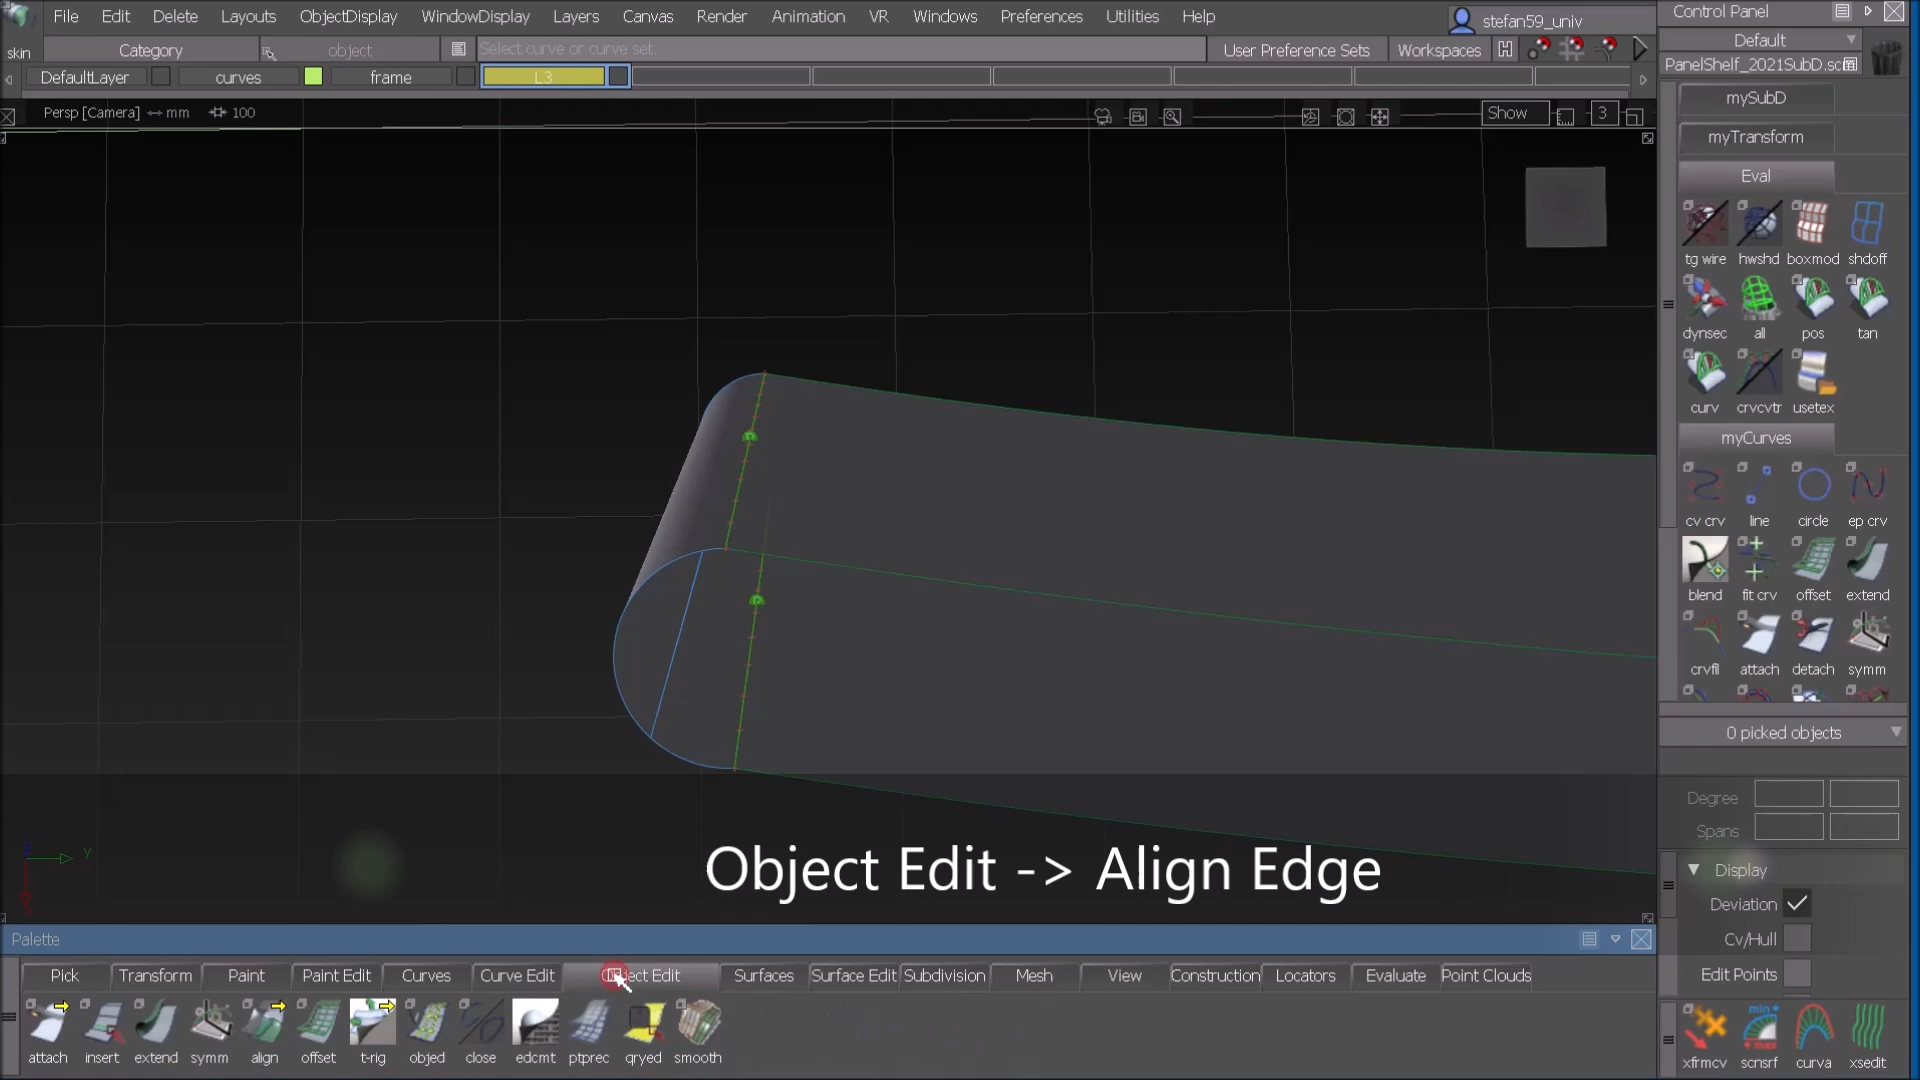 File Edit Delete Layouts ObjectDisplay WindowDisplay Layers Canvas Render Animation VR Windows Preferences Utilities Help
stefan59_univ
Control Panel
skin Category object Select curve or curve set. User Preference Sets Workspaces
Default
DefaultLayer curves frame L3
PanelShelf_2021SubD.sc
Persp [Camera] mm 100
Show 3
mySubD
myTransform
Eval
tg wire hwshd boxmod shdoff
dynsec all pos tan
curv crvcvtr usetex
myCurves
cv crv line circle ep crv
blend fit crv offset extend
crvfil attach detach symm
0 picked objects
Degree
Spans
Display
Deviation
Cv/Hull
Edit Points
xfrmcv scnsrf curva xsedit
Y
Object Edit -> Align Edge
Palette
Pick Transform Paint Paint Edit Curves Curve Edit Object Edit Surfaces Surface Edit Subdivision Mesh View Construction Locators Evaluate Point Clouds
attach insert extend symm align offset t-rig objed close edcmt ptprec qryed smooth